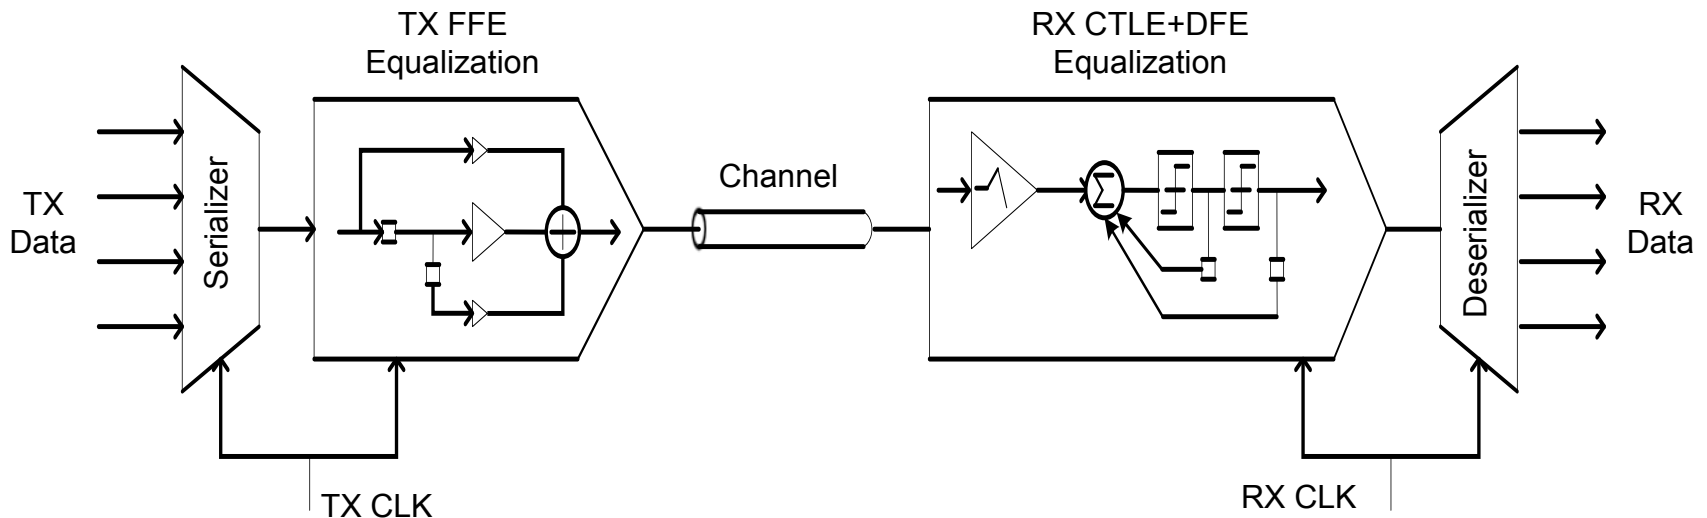 TX FFE
Equalization
RX CTLE+DFE
Equalization
TX
Data
Serializer
Channel
Σ
Deserializer
RX
Data
TX CLK
RX CLK